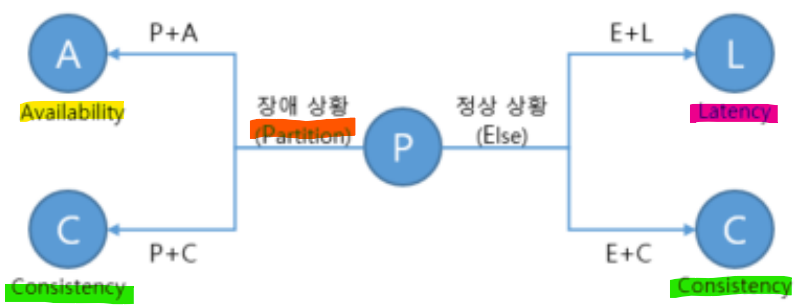 A
Availability
P+A
장애 상황
(Partition)
P+C
C
Consistency
P
정상 상황
(Else)
E+L
L
Latency
E+C
C
Consistency